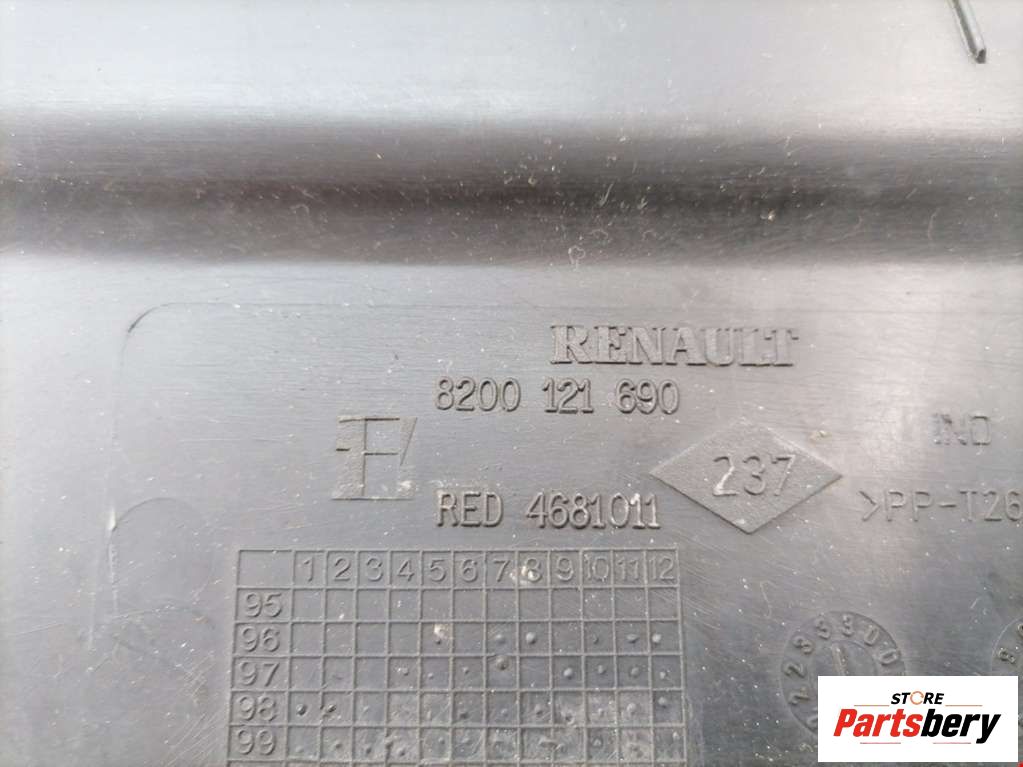 RENAULT
8200 121 690
IND
237
E
RED 4681011
>PP-T26
1 2 3 4 5 6 7 8 9 10 11 12
95
96
97
98
99
STORE
Partsbery